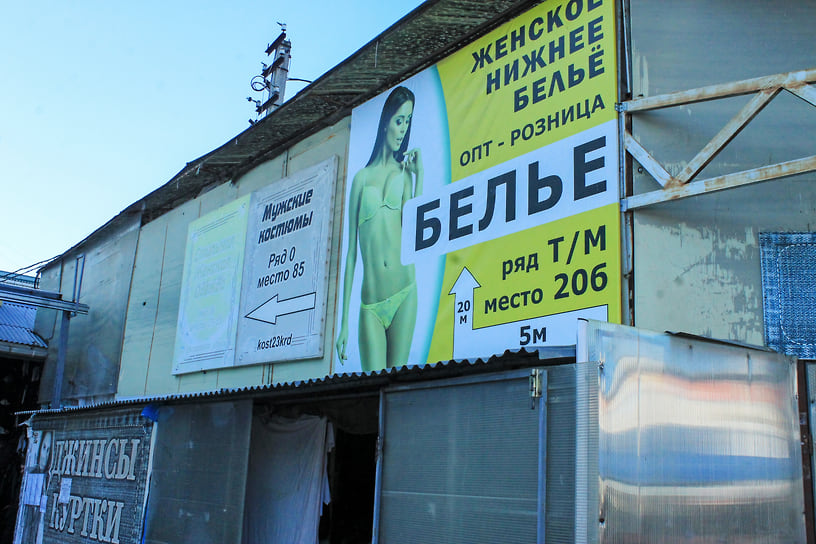 ЖЕНСКОЕ
НИЖНЕЕ
БЕЛЬЁ
ОПТ - РОЗНИЦА
БЕЛЬЕ
ряд Т/М
место 206
20
М
5м
Мужские
костюмы
Ряд 0
место 85
kost23krd
ДЖИНСЫ
КУРТКИ